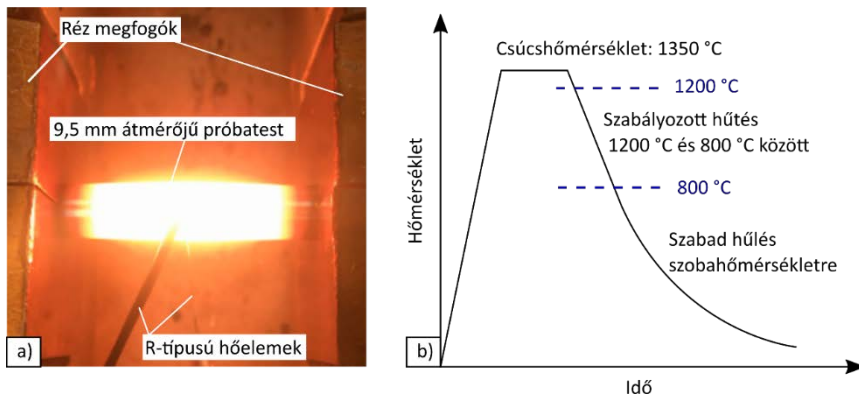 Réz megfogók
9,5 mm átmérőjű próbatest
R-típusú hőelemek
a)
Hőmérséklet
Csúcshőmérséklet: 1350 °C
1200 °C
Szabályozott hűtés
1200 °C és 800 °C között
800 °C
Szabad hűlés
szobahőmérsékletre
b)
Idő